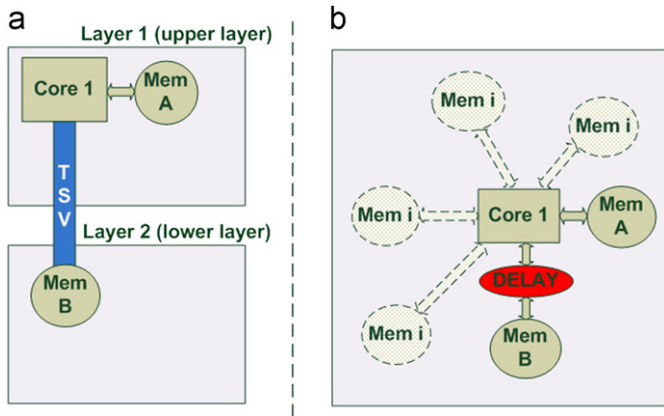 a
Layer 1 (upper layer)
Core 1
Mem
A
T
S
V
Layer 2 (lower layer)
Mem
B
b
Mem i
Mem i
Mem i
Core 1
Mem
A
DELAY
Mem i
Mem
B